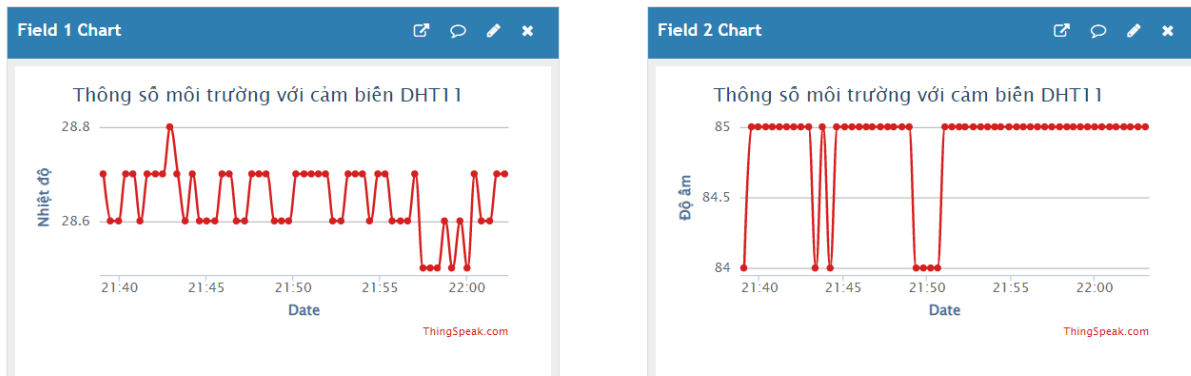 Field 1 Chart
Thông số môi trường với cảm biến DHT11
28.8
28.6
Nhiệt độ
21:40 21:45 21:50 21:55 22:00
Date
ThingSpeak.com
Field 2 Chart
Thông số môi trường với cảm biến DHT11
85
84.5
84
Độ ẩm
21:40 21:45 21:50 21:55 22:00
Date
ThingSpeak.com